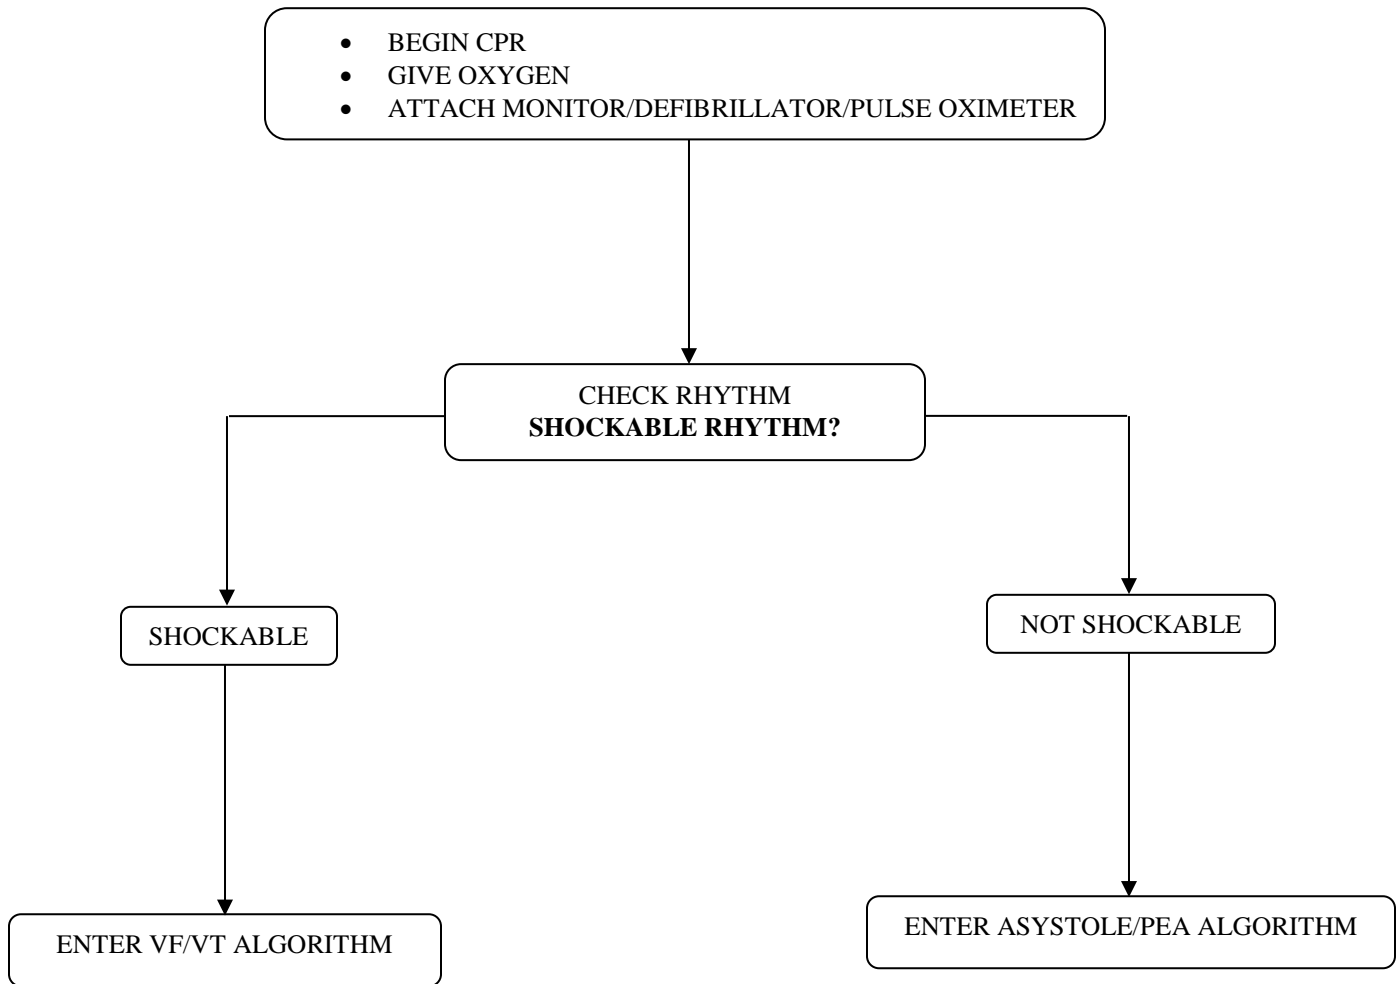 • BEGIN CPR
• GIVE OXYGEN
• ATTACH MONITOR/DEFIBRILLATOR/PULSE OXIMETER
CHECK RHYTHM
SHOCKABLE RHYTHM?
SHOCKABLE
NOT SHOCKABLE
ENTER VF/VT ALGORITHM
ENTER ASYSTOLE/PEA ALGORITHM